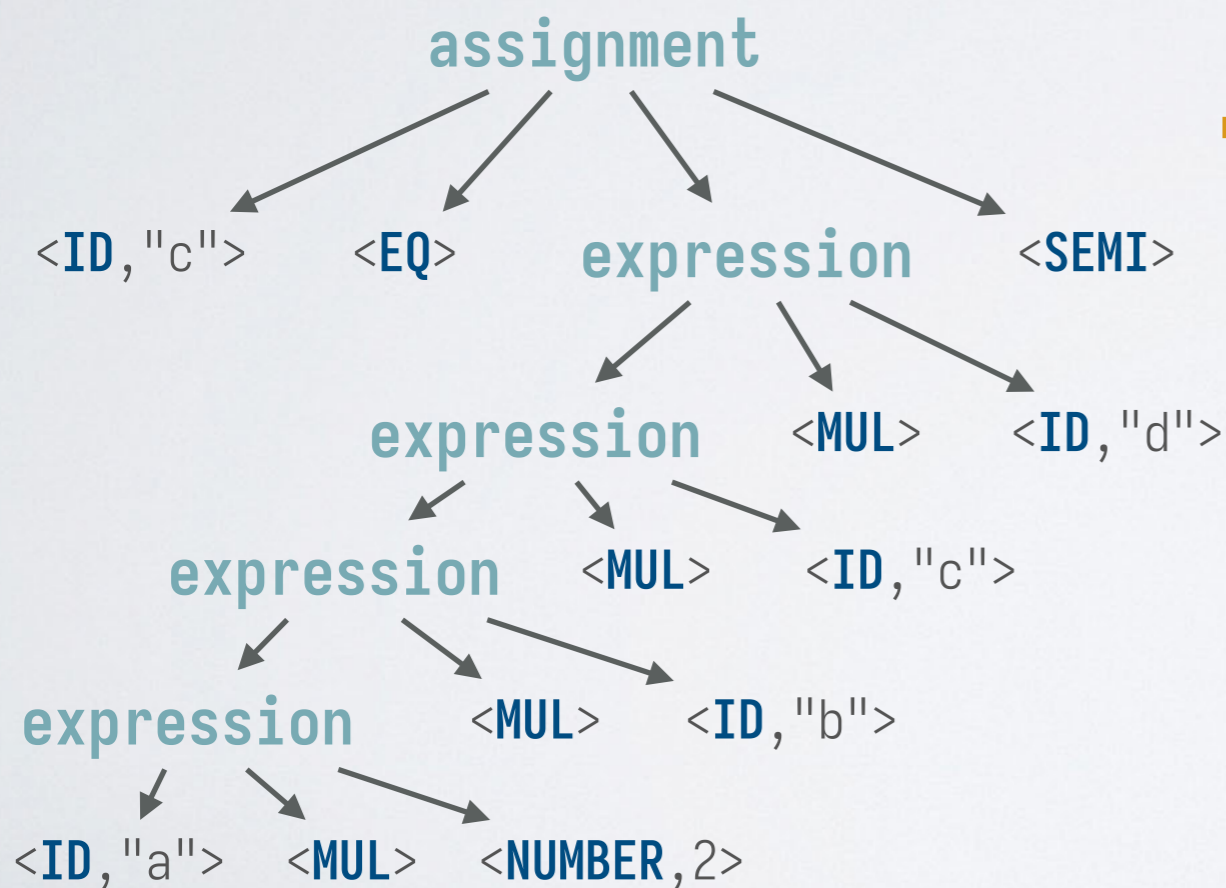 assignment
<ID,"c"> <EQ> expression <SEMI>
expression <MUL> <ID,"d">
expression <MUL> <ID,"c">
expression <MUL> <ID,"b">
<ID,"a"> <MUL> <NUMBER,2>